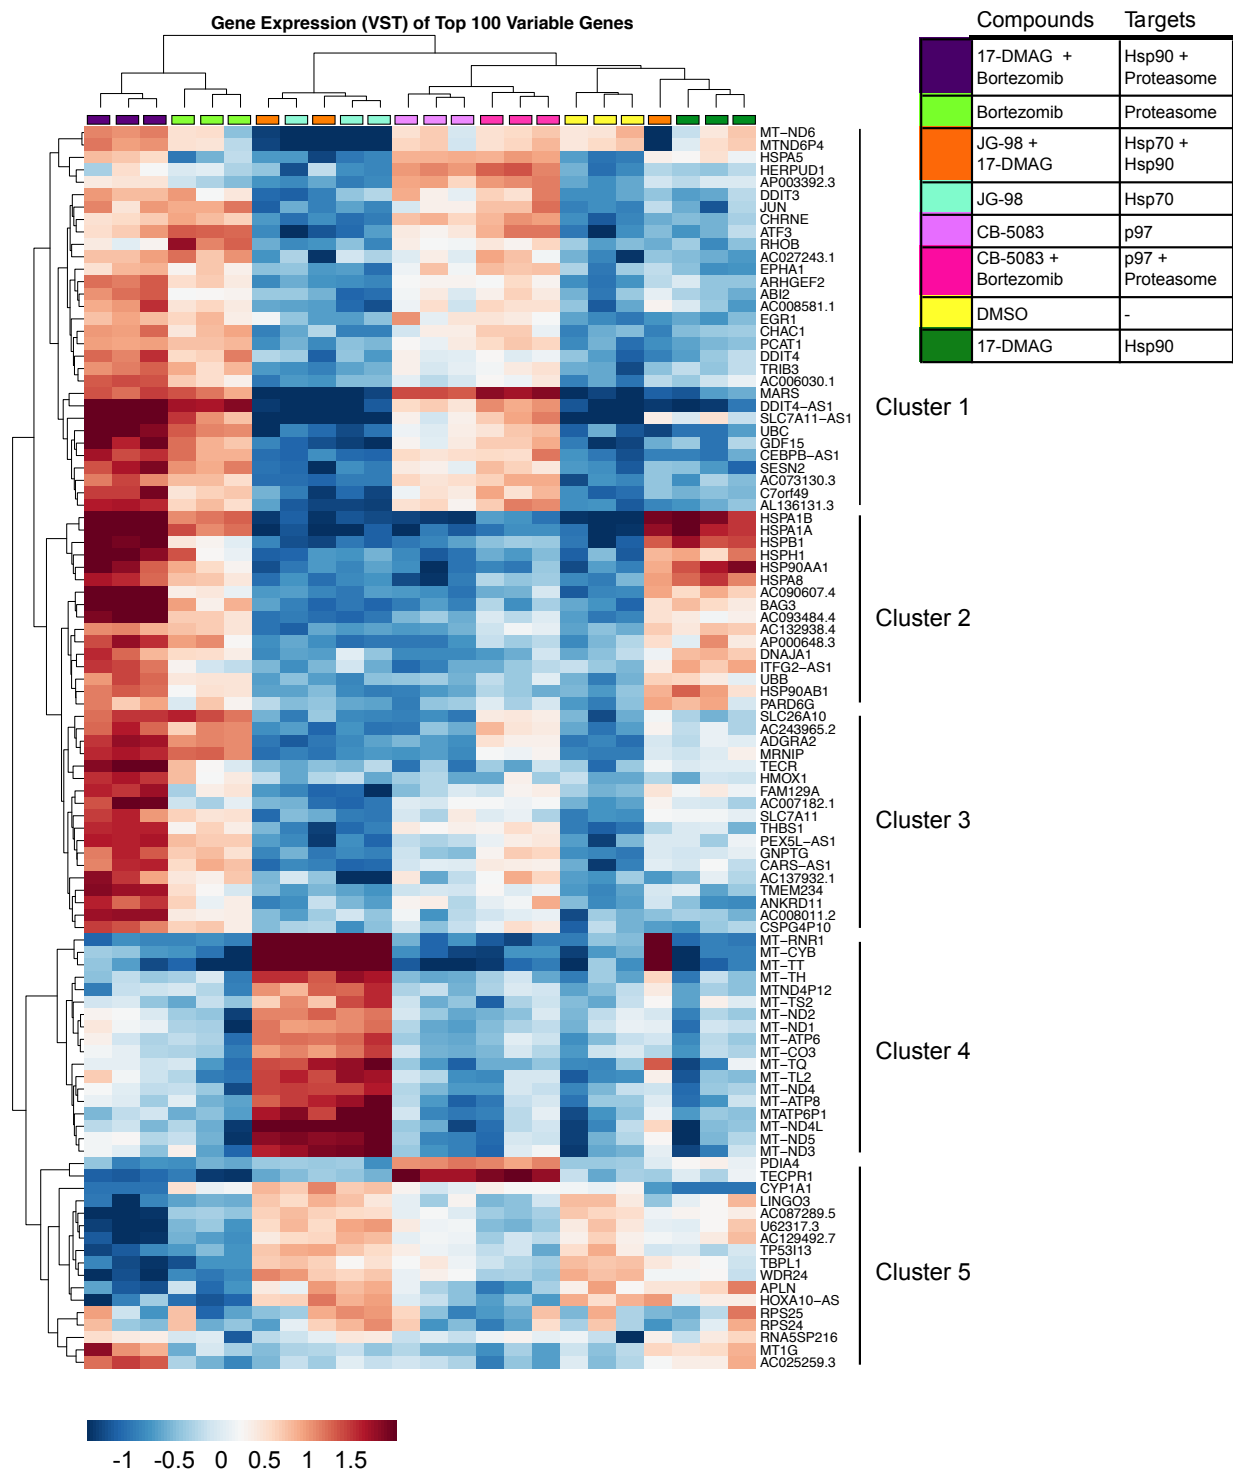 Gene Expression (VST) of Top 100 Variable Genes
Compounds Targets
17-DMAG + Bortezomib Hsp90 + Proteasome
Bortezomib Proteasome
JG-98 + 17-DMAG Hsp70 + Hsp90
JG-98 Hsp70
CB-5083 p97
CB-5083 + Bortezomib p97 + Proteasome
DMSO -
17-DMAG Hsp90
MT-ND6
MTND6P4
HSPA5
HERPUD1
AP003392.3
DDIT3
JUN
CHRNE
ATF3
RHOB
AC027243.1
EPHA1
ARHGEF2
ABI2
AC008581.1
EGR1
CHAC1
PCAT1
DDIT4
TRIB3
AC006030.1
MARS
DDIT4-AS1
SLC7A11-AS1
UBC
GDF15
CEBPB-AS1
SESN2
AC073130.3
C7orf49
AL136131.3
Cluster 1
HSPA1B
HSPA1A
HSPB1
HSPH1
HSP90AA1
HSPA8
AC090607.4
BAG3
AC093484.4
AC132938.4
AP000648.3
DNAJA1
ITFG2-AS1
UBB
HSP90AB1
PARD6G
Cluster 2
SLC26A10
AC243965.2
ADGRA2
MRNIP
TECR
HMOX1
FAM129A
AC007182.1
SLC7A11
THBS1
PEX5L-AS1
GNPTG
CARS-AS1
AC137932.1
TMEM234
ANKRD11
AC008011.2
CSPG4P10
Cluster 3
MT-RNR1
MT-CYB
MT-TT
MT-TH
MTND4P12
MT-TS2
MT-ND2
MT-ND1
MT-ATP6
MT-CO3
MT-TQ
MT-TL2
MT-ND4
MT-ATP8
MTATP6P1
MT-ND4L
MT-ND5
MT-ND3
Cluster 4
PDIA4
TECPR1
CYP1A1
LINGO3
AC087289.5
U62317.3
AC129492.7
TP53I13
TBPL1
WDR24
APLN
HOXA10-AS
RPS25
RPS24
RNA5SP216
MT1G
AC025259.3
Cluster 5
-1 -0.5 0 0.5 1 1.5